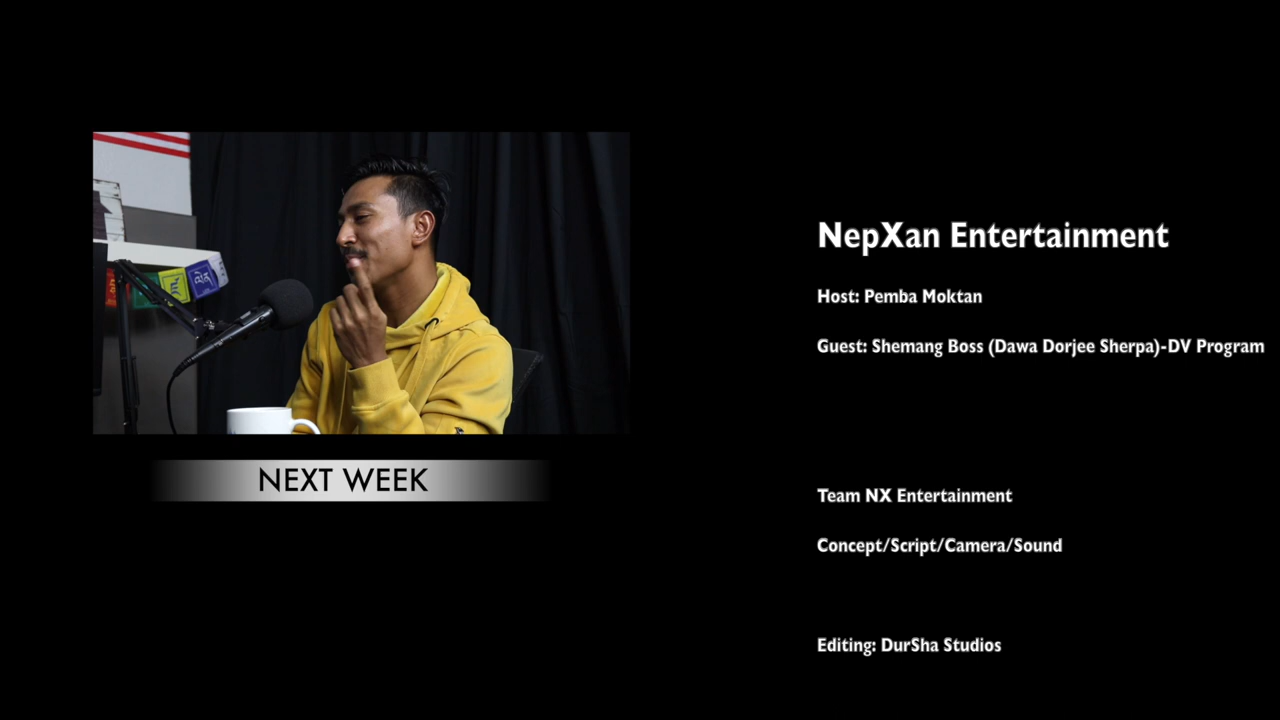 NepXan Entertainment
Host: Pemba Moktan
Guest: Shemang Boss (Dawa Dorjee Sherpa)-DV Program
NEXT WEEK
Team NX Entertainment
Concept/Script/Camera/Sound
Editing: DurSha Studios